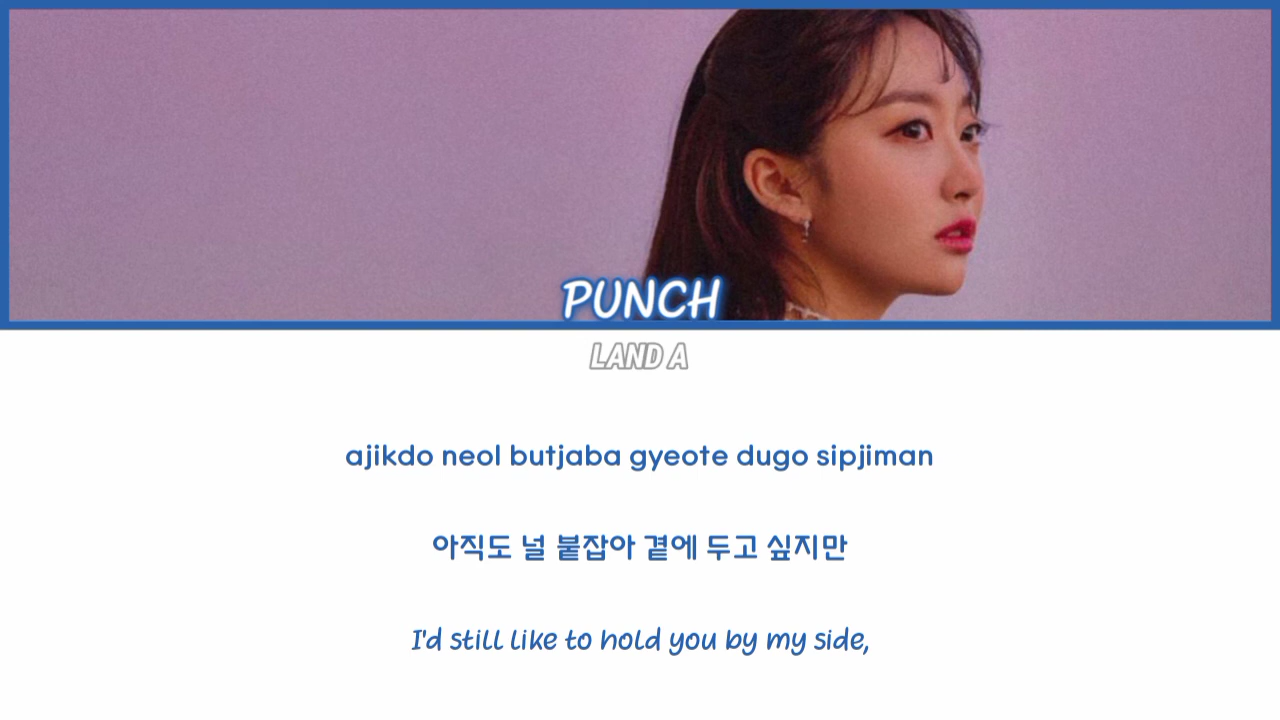 PUNCH
LAND A
ajikdo neol butjaba gyeote dugo sipjiman
아직도 널 붙잡아 곁에 두고 싶지만
I'd still like to hold you by my side,